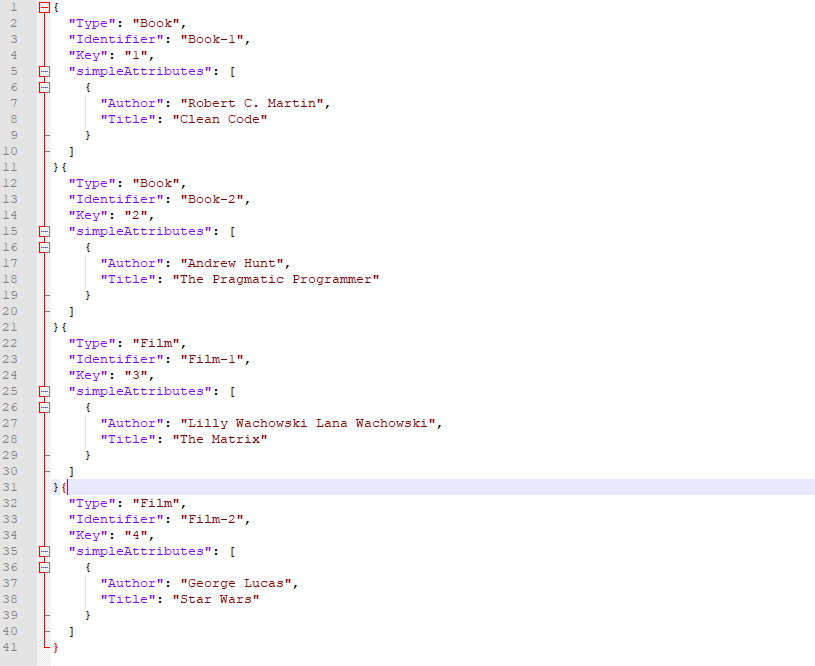 1 {
2 "Type": "Book",
3 "Identifier": "Book-1",
4 "Key": "1",
5 "simpleAttributes": [
6 {
7 "Author": "Robert C. Martin",
8 "Title": "Clean Code"
9 }
10 ]
11 }{
12 "Type": "Book",
13 "Identifier": "Book-2",
14 "Key": "2",
15 "simpleAttributes": [
16 {
17 "Author": "Andrew Hunt",
18 "Title": "The Pragmatic Programmer"
19 }
20 ]
21 }{
22 "Type": "Film",
23 "Identifier": "Film-1",
24 "Key": "3",
25 "simpleAttributes": [
26 {
27 "Author": "Lilly Wachowski Lana Wachowski",
28 "Title": "The Matrix"
29 }
30 ]
31 }{
32 "Type": "Film",
33 "Identifier": "Film-2",
34 "Key": "4",
35 "simpleAttributes": [
36 {
37 "Author": "George Lucas",
38 "Title": "Star Wars"
39 }
40 ]
41 }